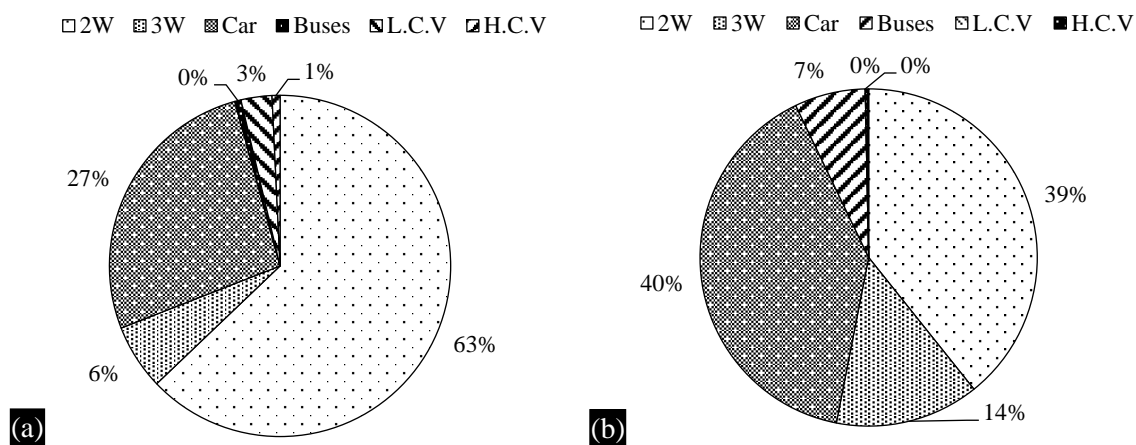 2W 3W Car Buses L.C.V H.C.V
0% 3% 1%
27%
63%
6%
(a)
2W 3W Car Buses L.C.V H.C.V
7% 0% 0%
39%
40%
14%
(b)